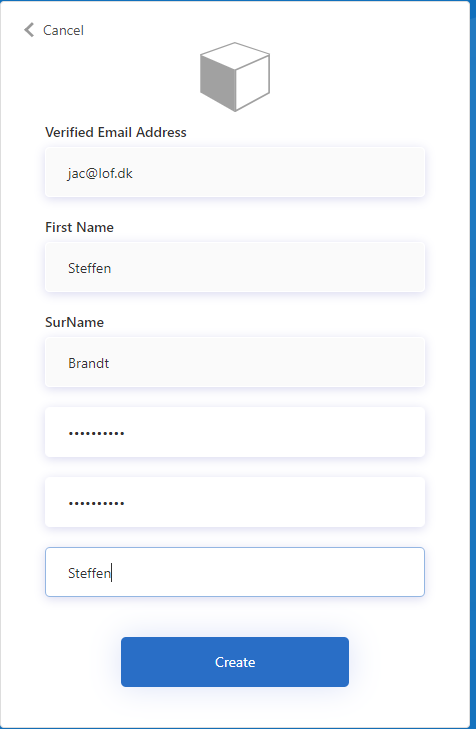 Cancel
Verified Email Address
jac@lof.dk
First Name
Steffen
SurName
Brandt
••••••••••
••••••••••
Steffen
Create